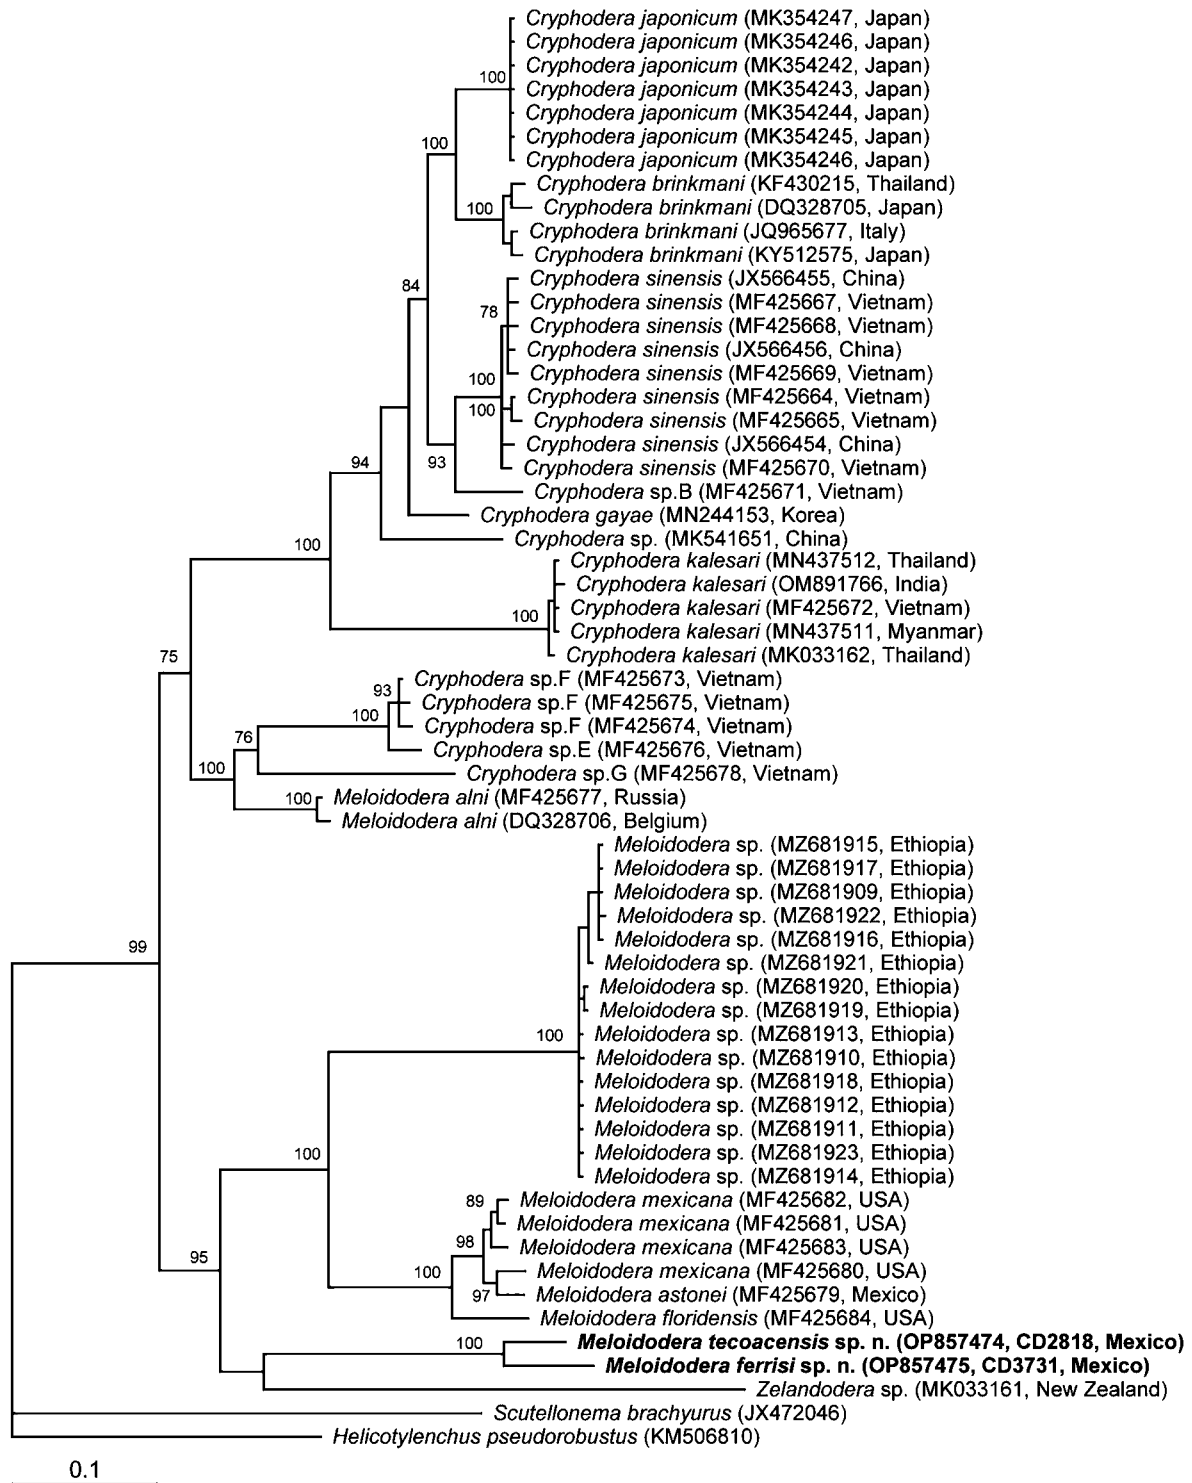 Cryphodera japonicum (MK354247, Japan)
Cryphodera japonicum (MK354246, Japan)
Cryphodera japonicum (MK354242, Japan)
100 Cryphodera japonicum (MK354243, Japan)
Cryphodera japonicum (MK354244, Japan)
Cryphodera japonicum (MK354245, Japan)
100
Cryphodera japonicum (MK354246, Japan)
Cryphodera brinkmani (KF430215, Thailand)
100 Cryphodera brinkmani (DQ328705, Japan)
Cryphodera brinkmani (JQ965677, Italy)
Cryphodera brinkmani (KY512575, Japan)
84 Cryphodera sinensis (JX566455, China)
Cryphodera sinensis (MF425667, Vietnam)
78 Cryphodera sinensis (MF425668, Vietnam)
Cryphodera sinensis (JX566456, China)
100 Cryphodera sinensis (MF425669, Vietnam)
Cryphodera sinensis (MF425664, Vietnam)
100 Cryphodera sinensis (MF425665, Vietnam)
Cryphodera sinensis (JX566454, China)
94 93 Cryphodera sinensis (MF425670, Vietnam)
Cryphodera sp.B (MF425671, Vietnam)
Cryphodera gayae (MN244153, Korea)
100 Cryphodera sp. (MK541651, China)
Cryphodera kalesari (MN437512, Thailand)
Cryphodera kalesari (OM891766, India)
100 Cryphodera kalesari (MF425672, Vietnam)
Cryphodera kalesari (MN437511, Myanmar)
75 Cryphodera kalesari (MK033162, Thailand)
Cryphodera sp.F (MF425673, Vietnam)
93 Cryphodera sp.F (MF425675, Vietnam)
100 Cryphodera sp.F (MF425674, Vietnam)
76 Cryphodera sp.E (MF425676, Vietnam)
100 Cryphodera sp.G (MF425678, Vietnam)
100 Meloidodera alni (MF425677, Russia)
Meloidodera alni (DQ328706, Belgium)
Meloidodera sp. (MZ681915, Ethiopia)
Meloidodera sp. (MZ681917, Ethiopia)
Meloidodera sp. (MZ681909, Ethiopia)
Meloidodera sp. (MZ681922, Ethiopia)
99 Meloidodera sp. (MZ681916, Ethiopia)
Meloidodera sp. (MZ681921, Ethiopia)
Meloidodera sp. (MZ681920, Ethiopia)
Meloidodera sp. (MZ681919, Ethiopia)
100 Meloidodera sp. (MZ681913, Ethiopia)
Meloidodera sp. (MZ681910, Ethiopia)
Meloidodera sp. (MZ681918, Ethiopia)
Meloidodera sp. (MZ681912, Ethiopia)
Meloidodera sp. (MZ681911, Ethiopia)
100 Meloidodera sp. (MZ681923, Ethiopia)
Meloidodera sp. (MZ681914, Ethiopia)
89 Meloidodera mexicana (MF425682, USA)
Meloidodera mexicana (MF425681, USA)
95 98 Meloidodera mexicana (MF425683, USA)
100 Meloidodera mexicana (MF425680, USA)
97 Meloidodera astonei (MF425679, Mexico)
Meloidodera floridensis (MF425684, USA)
100 Meloidodera tecoacensis sp. n. (OP857474, CD2818, Mexico)
Meloidodera ferrisi sp. n. (OP857475, CD3731, Mexico)
Zelandodera sp. (MK033161, New Zealand)
Scutellonema brachyurus (JX472046)
Helicotylenchus pseudorobustus (KM506810)
0.1